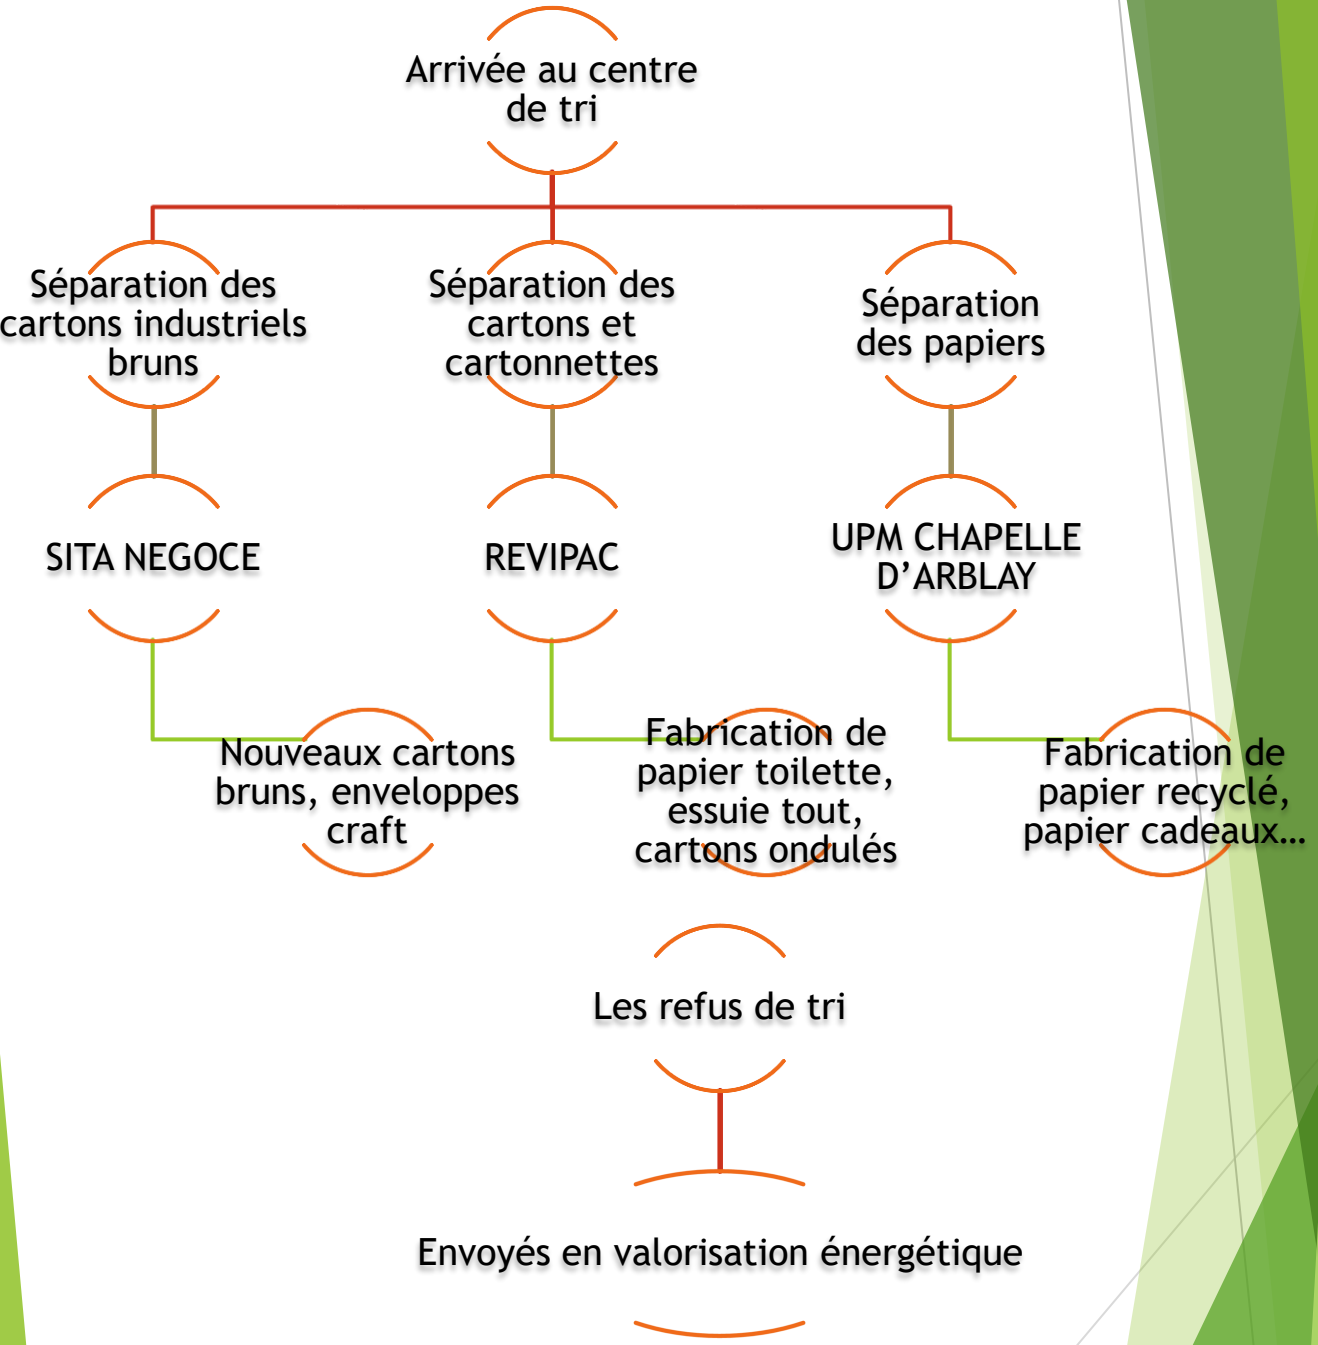 Arrivée au centre
de tri
Séparation des
cartons industriels
bruns
Séparation des
cartons et
cartonnettes
Séparation
des papiers
SITA NEGOCE
REVIPAC
UPM CHAPELLE
D’ARBLAY
Nouveaux cartons
bruns, enveloppes
craft
Fabrication de
papier toilette,
essuie tout,
cartons ondulés
Fabrication de
papier recyclé,
papier cadeaux…
Les refus de tri
Envoyés en valorisation énergétique